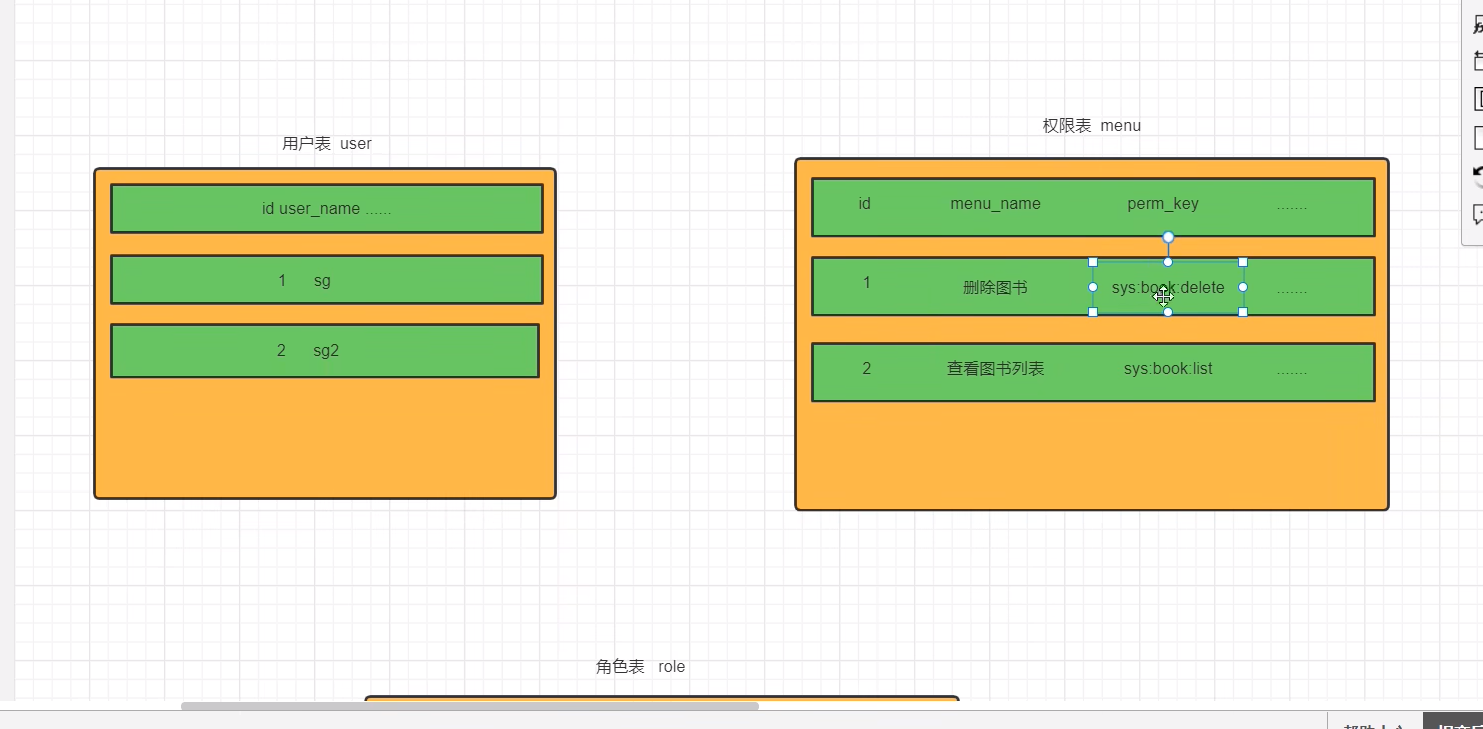 用户表 user
id user_name ......
1 sg
2 sg2
权限表 menu
id menu_name perm_key .......
1 删除图书 sys:book:delete .......
2 查看图书列表 sys:book:list .......
角色表 role